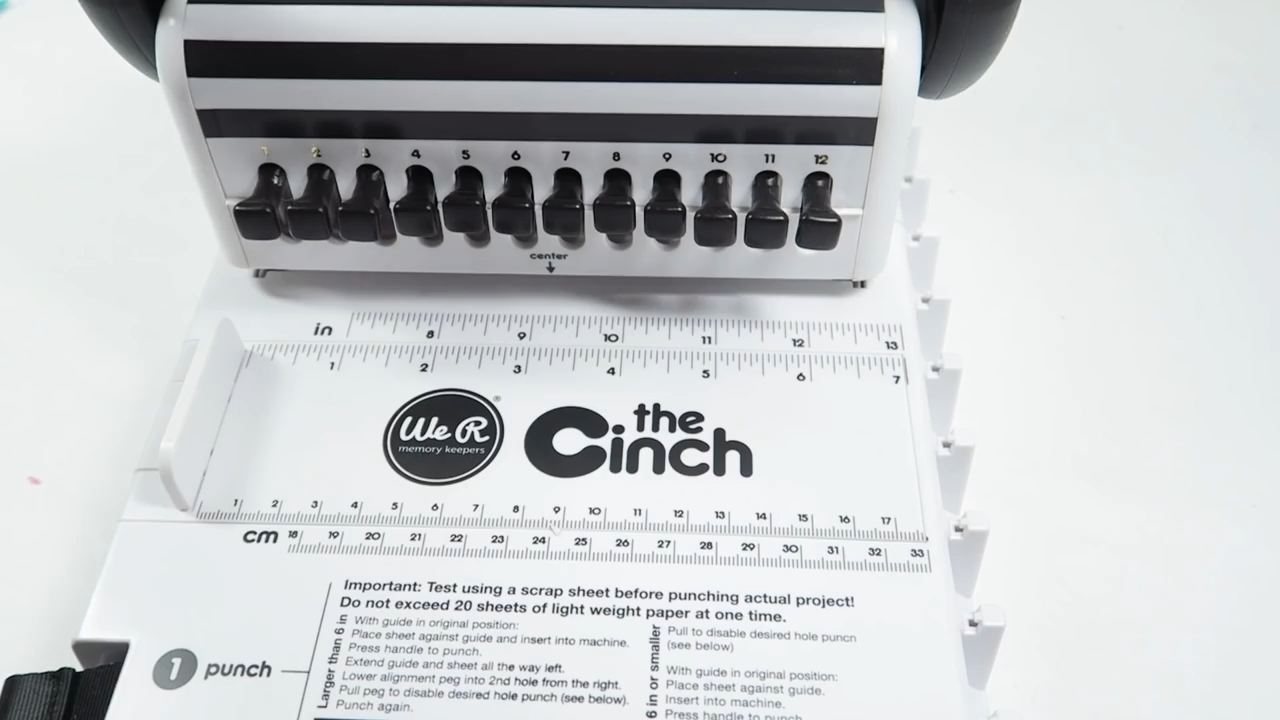 1 2 3 4 5 6 7 8 9 10 11 12
center
in 8 9 10 11 12 13
1 2 3 4 5 6 7
We R
memory keepers
®
the
Cinch
1 2 3 4 5 6 7 8 9 10 11 12 13 14 15 16 17
cm 18 19 20 21 22 23 24 25 26 27 28 29 30 31 32 33
Important: Test using a scrap sheet before punching actual project!
Do not exceed 20 sheets of light weight paper at one time.
1 punch
Larger than 6 in
With guide in original position:
Place sheet against guide and insert into machine.
Press handle to punch.
Extend guide and sheet all the way left.
Lower alignment peg into 2nd hole from the right.
Pull peg to disable desired hole punch (see below).
Punch again.
6 in or smaller
Pull to disable desired hole punch
(see below)
With guide in original position:
Place sheet against guide.
Insert into machine.
Press handle to punch.